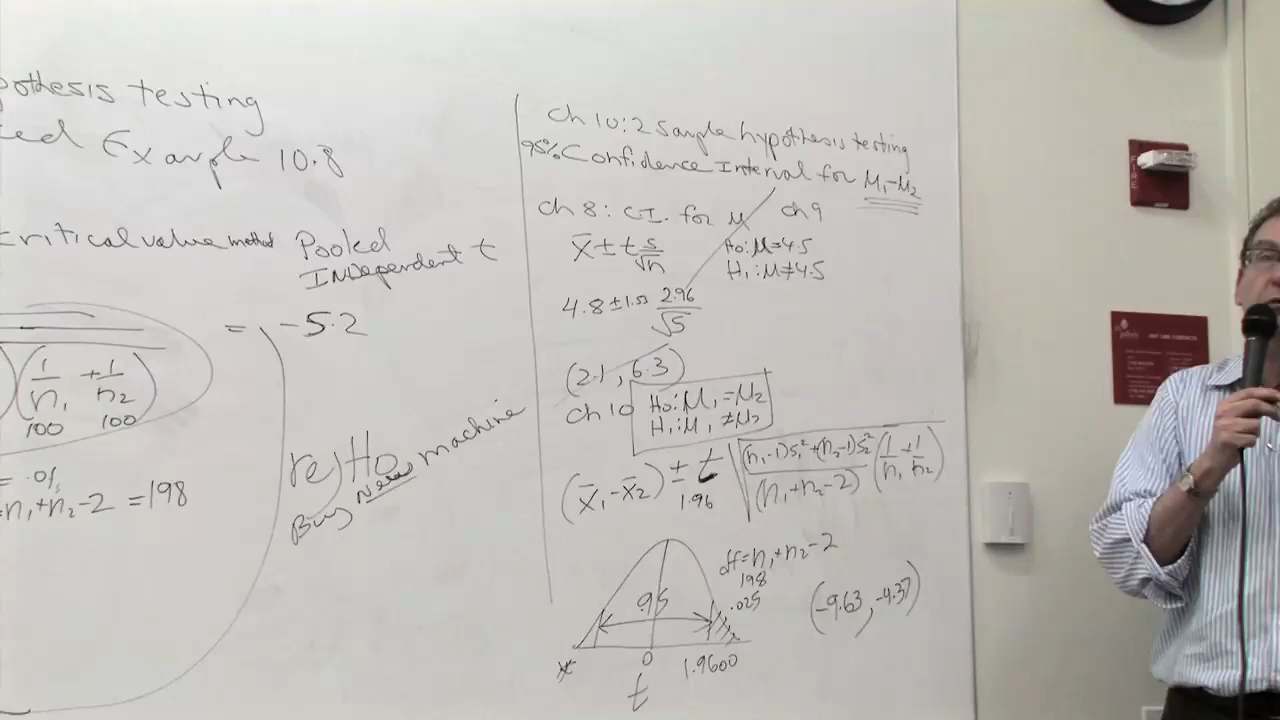 pothesis testing
Example 10.8
critical value method Pooled
Independent t
= -5.2
(1/n₁ + 1/n₂)
100 100
= .01
= n₁+n₂-2 = 198
rej Ho
Buy New machine
Ch 10: 2 Sample hypothesis testing
95% Confidence Interval for μ₁-μ₂
Ch 8: C.I. for μ Ch 9
x̄ ± t s/√n Ho: μ=4.5
H₁: μ≠4.5
4.8 ± 1.53 2.96/√5
(2.1, 6.3)
Ch 10 Ho: μ₁=μ₂
H₁: μ₁≠μ₂
(x̄₁-x̄₂) ± t √((n₁-1)s₁²+(n₂-1)s₂²/(n₁+n₂-2) (1/n₁+1/n₂))
1.96
df=n₁+n₂-2
198
.95 .025
(-9.63, -4.37)
0 1.9600
t
FIRE